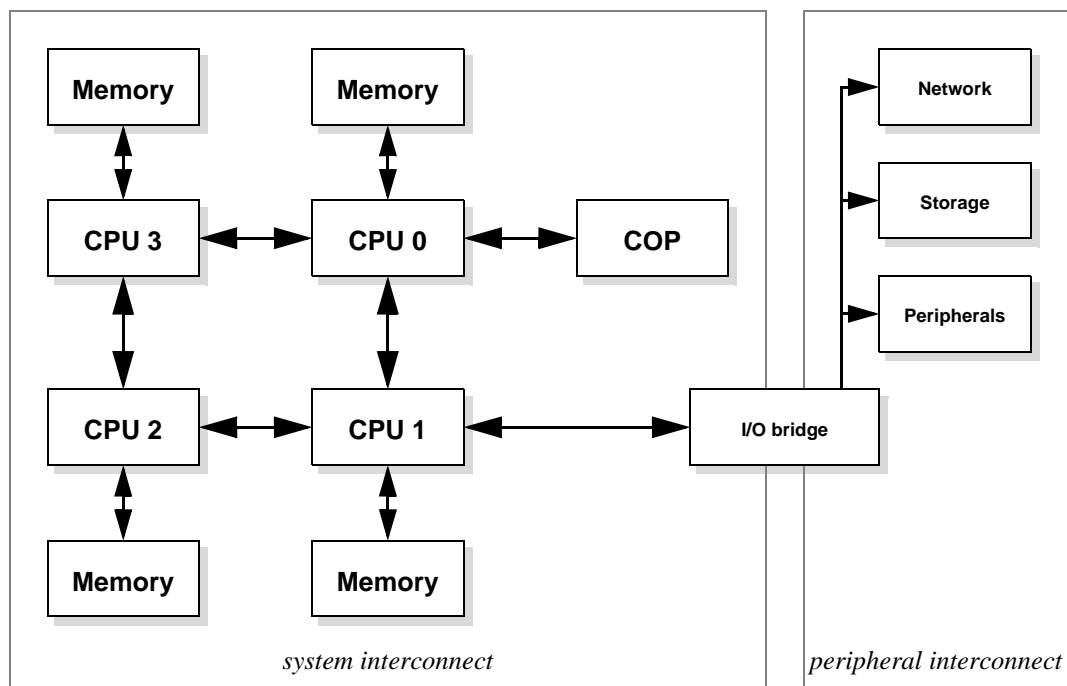 Memory
Memory
Network
Storage
CPU 3
CPU 0
COP
Peripherals
CPU 2
CPU 1
I/O bridge
Memory
Memory
system interconnect
peripheral interconnect